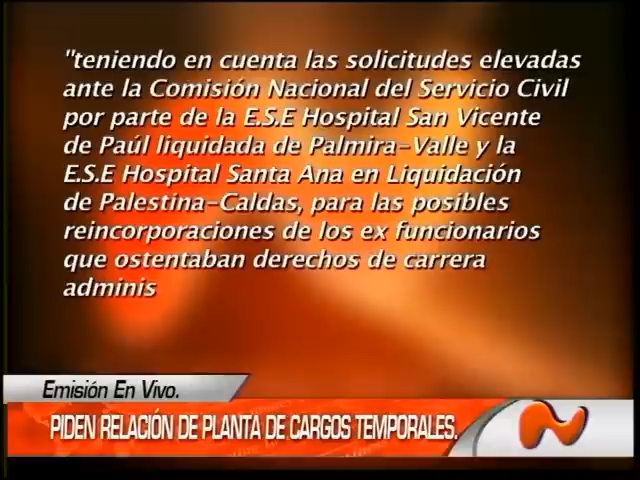 "teniendo en cuenta las solicitudes elevadas
ante la Comisión Nacional del Servicio Civil
por parte de la E.S.E Hospital San Vicente
de Paúl liquidada de Palmira-Valle y la
E.S.E Hospital Santa Ana en Liquidación
de Palestina-Caldas, para las posibles
reincorporaciones de los ex funcionarios
que ostentaban derechos de carrera
adminis
Emisión En Vivo.
PIDEN RELACIÓN DE PLANTA DE CARGOS TEMPORALES.